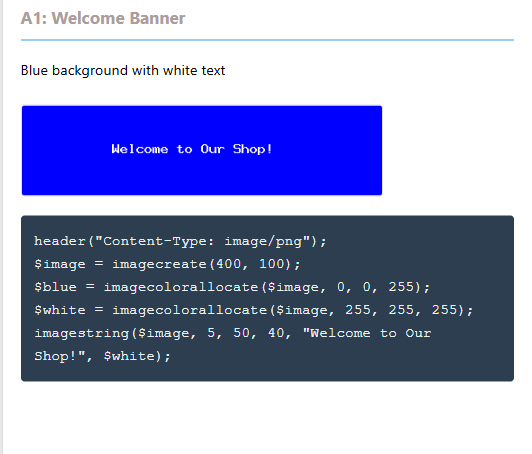 A1: Welcome Banner
Blue background with white text
Welcome to Our Shop!
header("Content-Type: image/png");
$image = imagecreate(400, 100);
$blue = imagecolorallocate($image, 0, 0, 255);
$white = imagecolorallocate($image, 255, 255, 255);
imagestring($image, 5, 50, 40, "Welcome to Our
Shop!", $white);